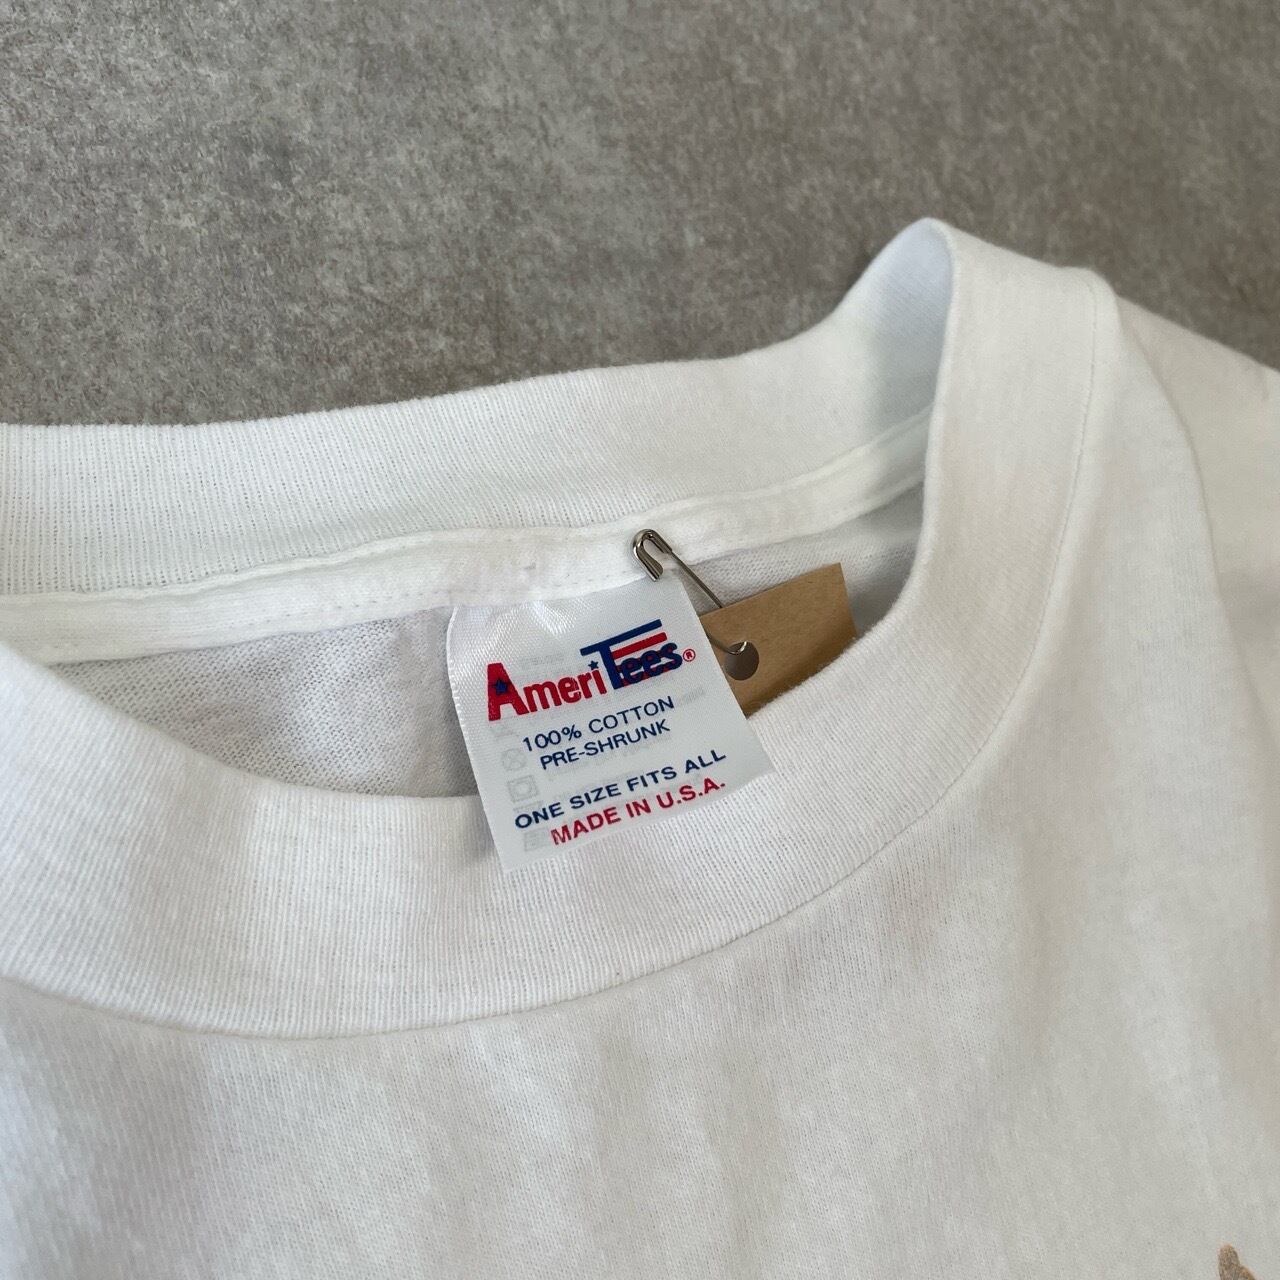 AmeriTees®
100% COTTON
PRE-SHRUNK
ONE SIZE FITS ALL
MADE IN U.S.A.